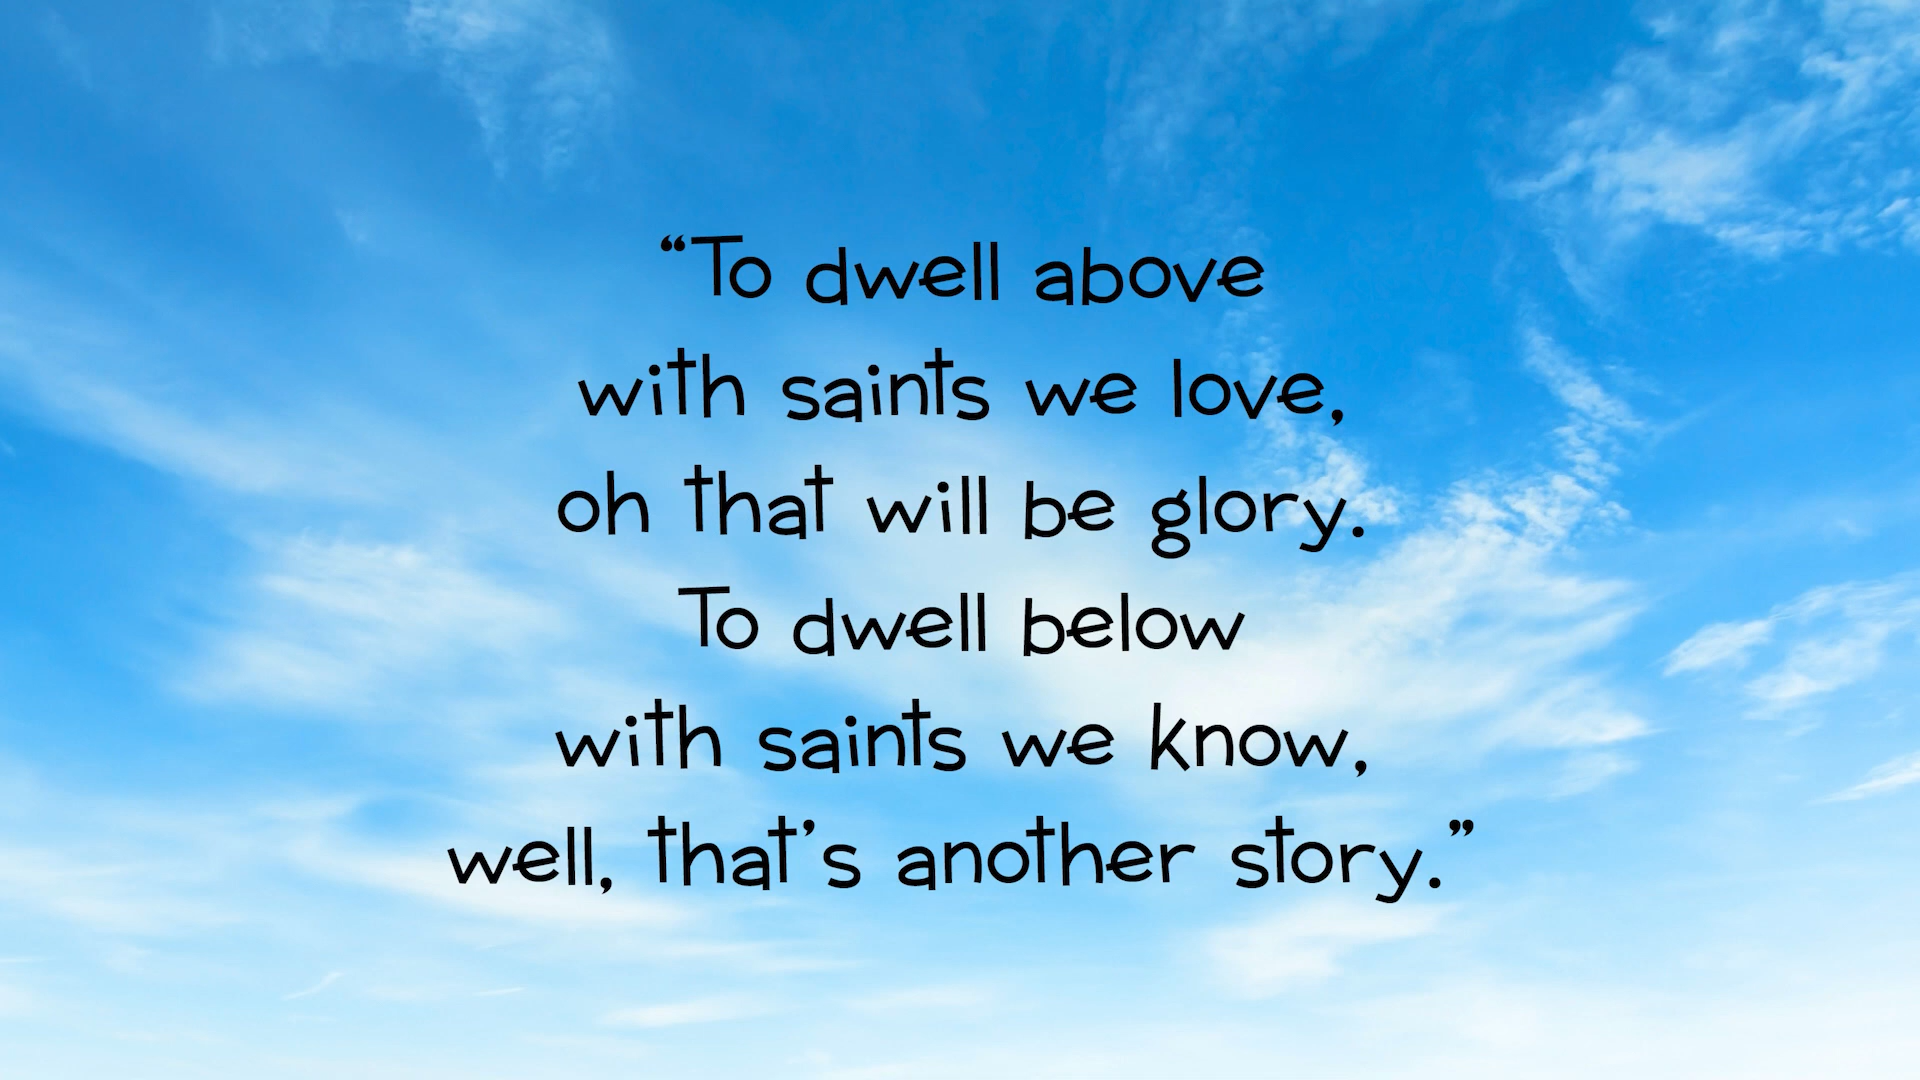 “To dwell above
with saints we love,
oh that will be glory.
To dwell below
with saints we know,
well, that’s another story.”